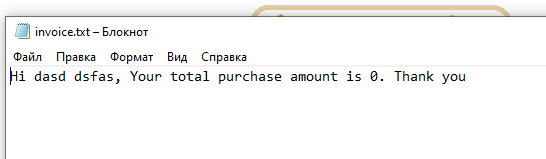 invoice.txt – Блокнот
Файл Правка Формат Вид Справка
Hi dasd dsfas, Your total purchase amount is 0. Thank you